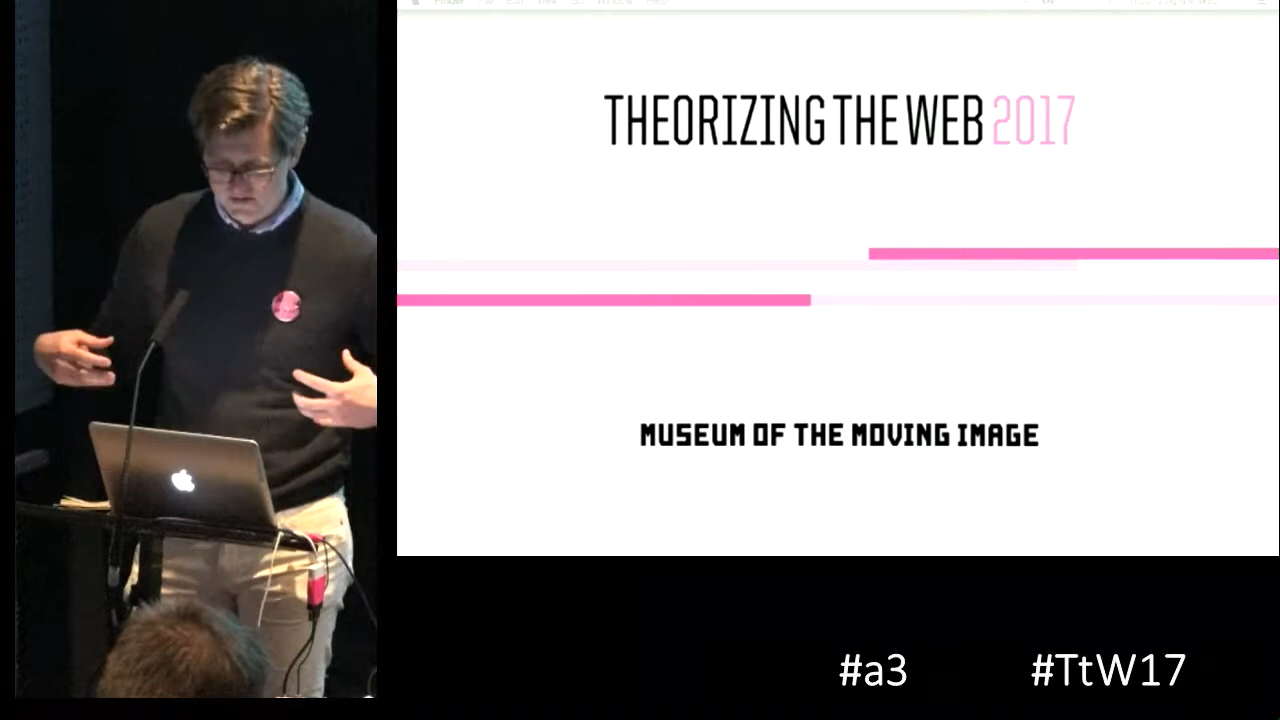 THEORIZING THE WEB 2017
MUSEUM OF THE MOVING IMAGE
#a3
#TtW17